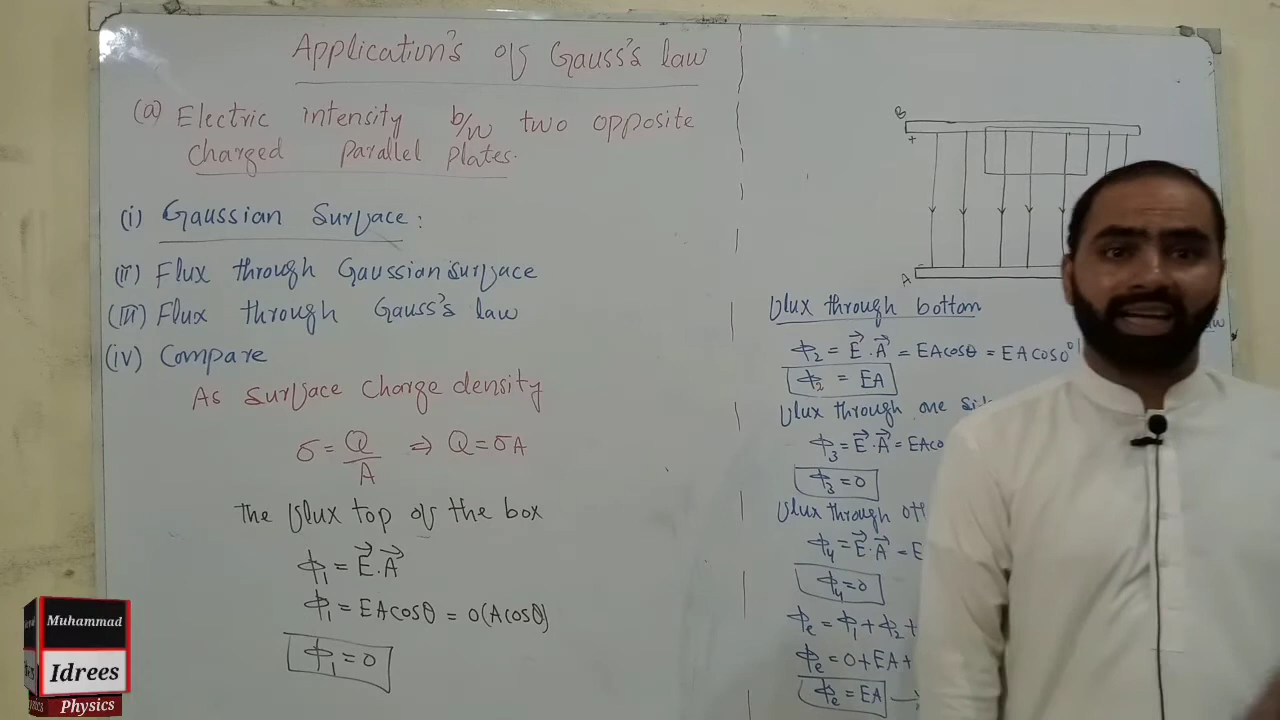 Application's of Gauss's law
(a) Electric intensity b/w two opposite
charged parallel plates.
(i) Gaussian Surface:
(ii) Flux through Gaussian surface
(III) Flux through Gauss's law
(iv) Compare
As surface charge density
σ = Q/A ⇒ Q = σA
The flux top of the box
ϕ₁ = E⃗.A⃗
ϕ₁ = EAcosθ = 0(Acosθ)
ϕ₁ = 0
B
+
A
flux through bottom
ϕ₂ = E⃗.A⃗ = EAcosθ = EAcos0°
ϕ₂ = EA
flux through one
ϕ₃ = E⃗.A⃗ = EAco
ϕ₃ = 0
flux through
ϕ₄ = E⃗.A⃗ = E
ϕ₄ = 0
ϕe = ϕ₁ + ϕ₂ +
ϕe = 0 + EA +
ϕe = EA →
Muhammad
Idrees
Physics